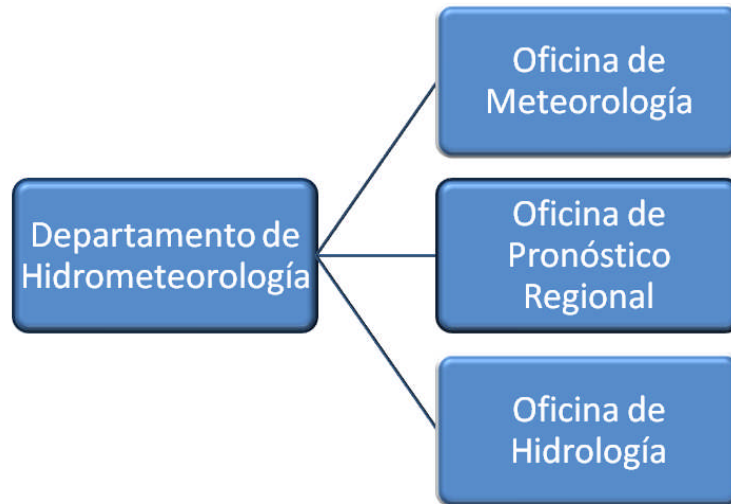 Departamento de
Hidrometeorología
Oficina de
Meteorología
Oficina de
Pronóstico
Regional
Oficina de
Hidrología